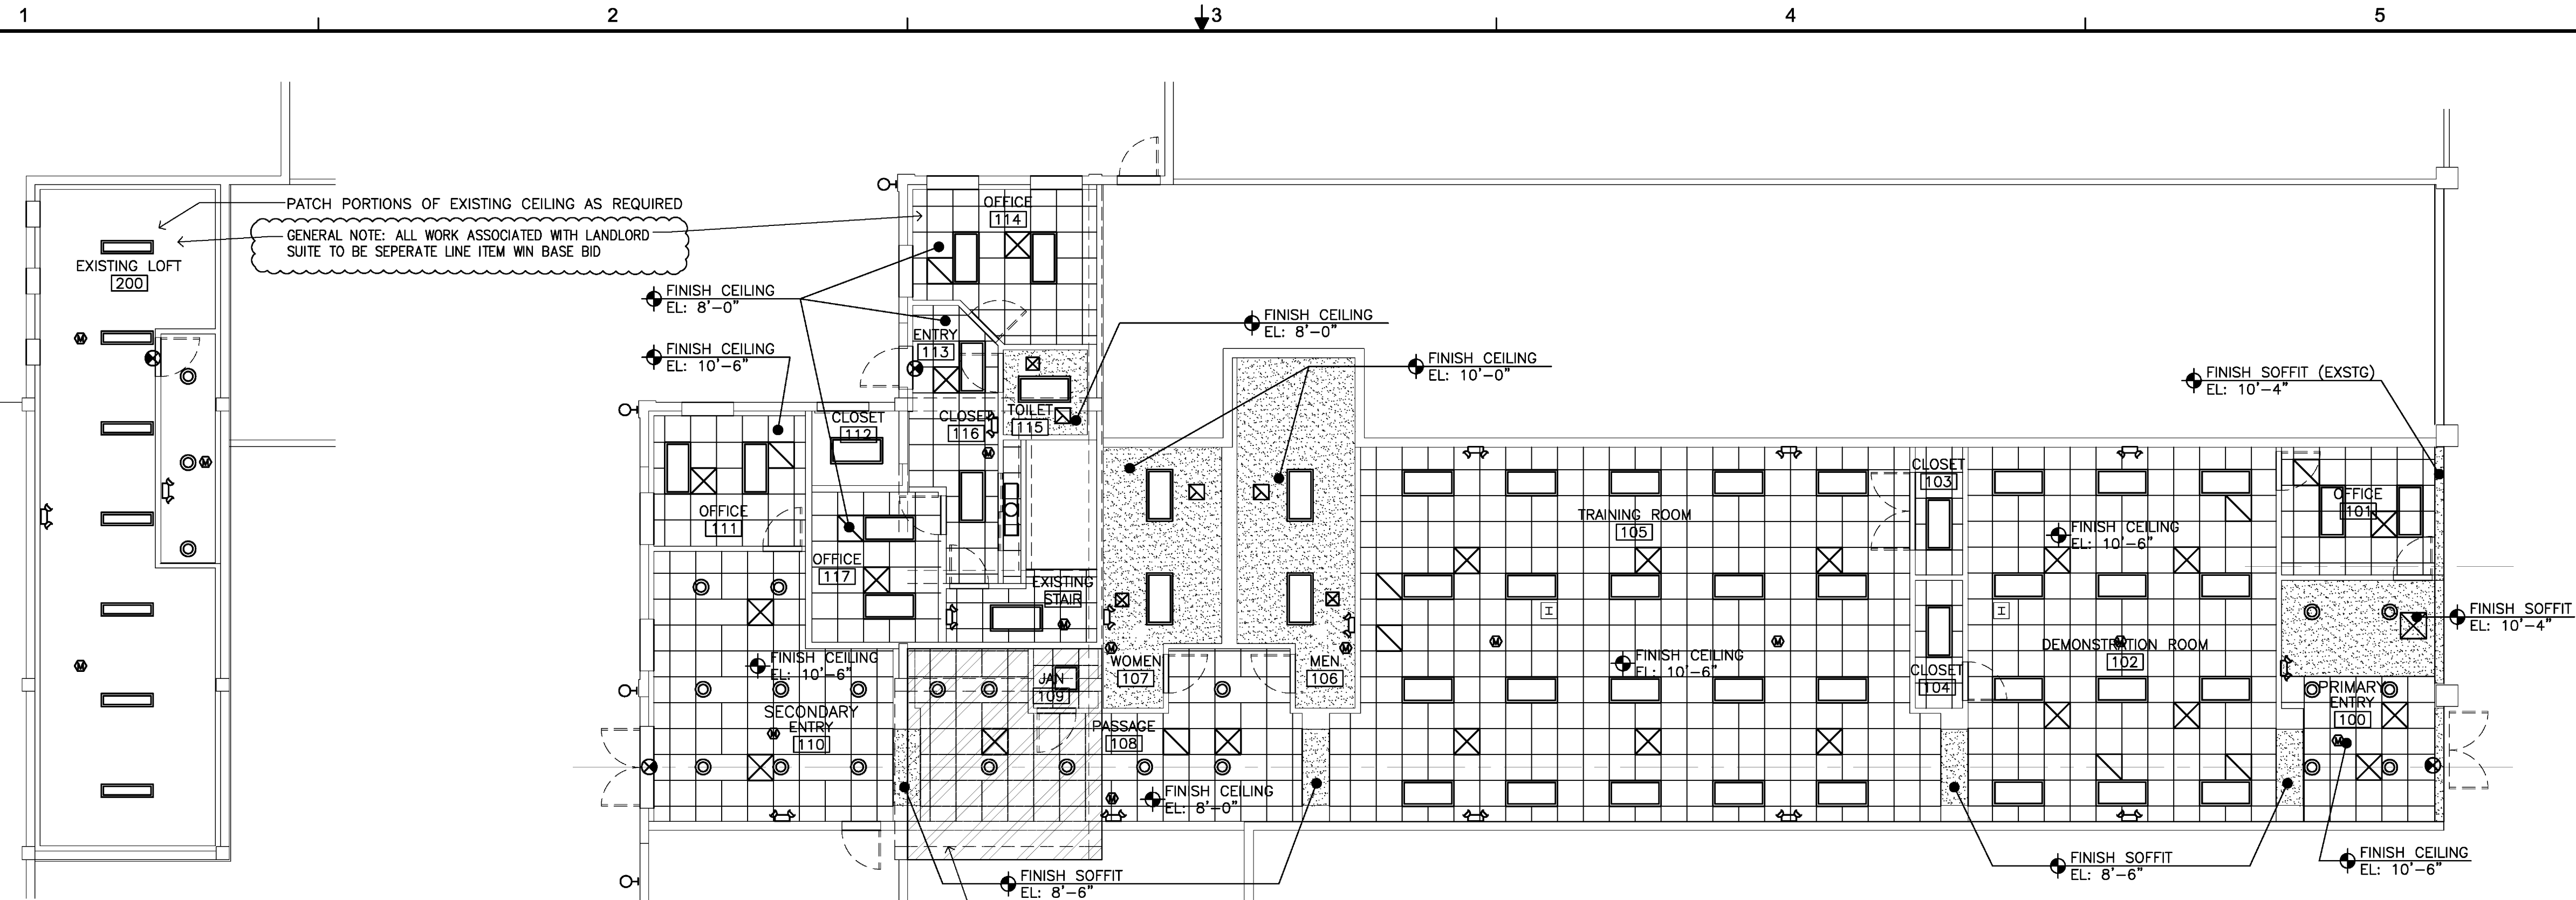 1
2
3
4
5
PATCH PORTIONS OF EXISTING CEILING AS REQUIRED
GENERAL NOTE: ALL WORK ASSOCIATED WITH LANDLORD
SUITE TO BE SEPERATE LINE ITEM WIN BASE BID
EXISTING LOFT
200
OFFICE
114
FINISH CEILING
EL: 8'-0"
FINISH CEILING
EL: 10'-6"
ENTRY
113
FINISH CEILING
EL: 8'-0"
FINISH CEILING
EL: 10'-0"
FINISH SOFFIT (EXSTG)
EL: 10'-4"
CLOSET
112
CLOSET
116
TOILET
115
OFFICE
111
OFFICE
117
EXISTING
STAIR
TRAINING ROOM
105
CLOSET
103
OFFICE
101
FINISH CEILING
EL: 10'-6"
I
I
FINISH SOFFIT
EL: 10'-4"
DEMONSTRATION ROOM
102
FINISH CEILING
EL: 10'-6"
JAN
109
WOMEN
107
MEN
106
FINISH CEILING
EL: 10'-6"
CLOSET
104
PRIMARY
ENTRY
100
SECONDARY
ENTRY
110
PASSAGE
108
FINISH CEILING
EL: 8'-0"
FINISH SOFFIT
EL: 8'-6"
FINISH SOFFIT
EL: 8'-6"
FINISH CEILING
EL: 10'-6"
M
M
M
M
M
M
M
M
M
M
M
M
M